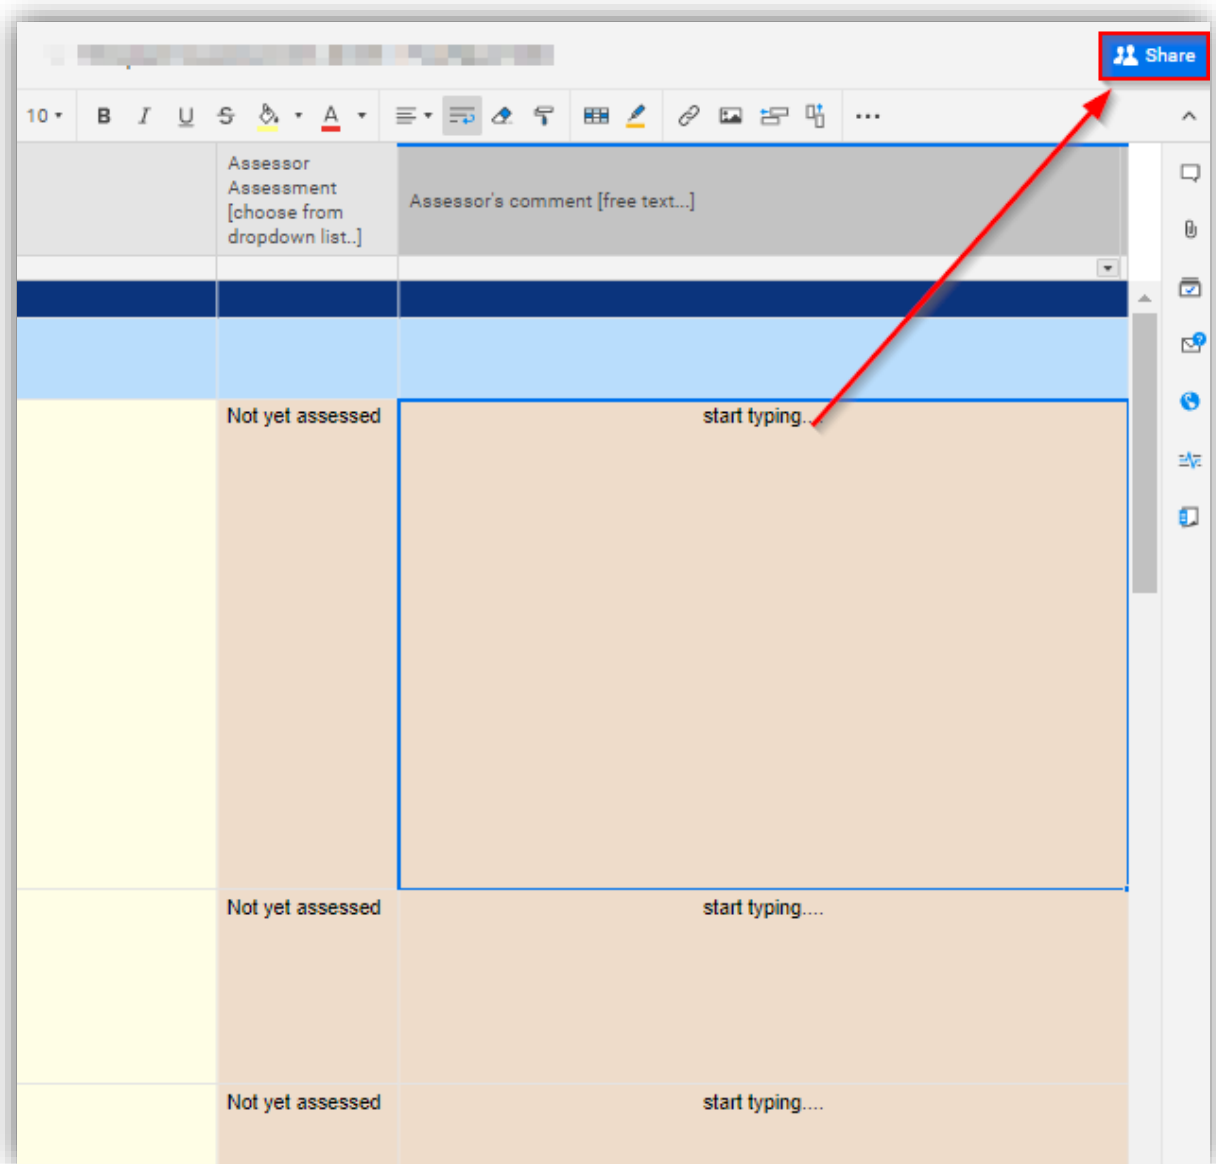 Share
10
B I U S A
Assessor
Assessment
[choose from
dropdown list..]
Assessor's comment [free text...]
Not yet assessed
start typing....
Not yet assessed
start typing....
Not yet assessed
start typing....